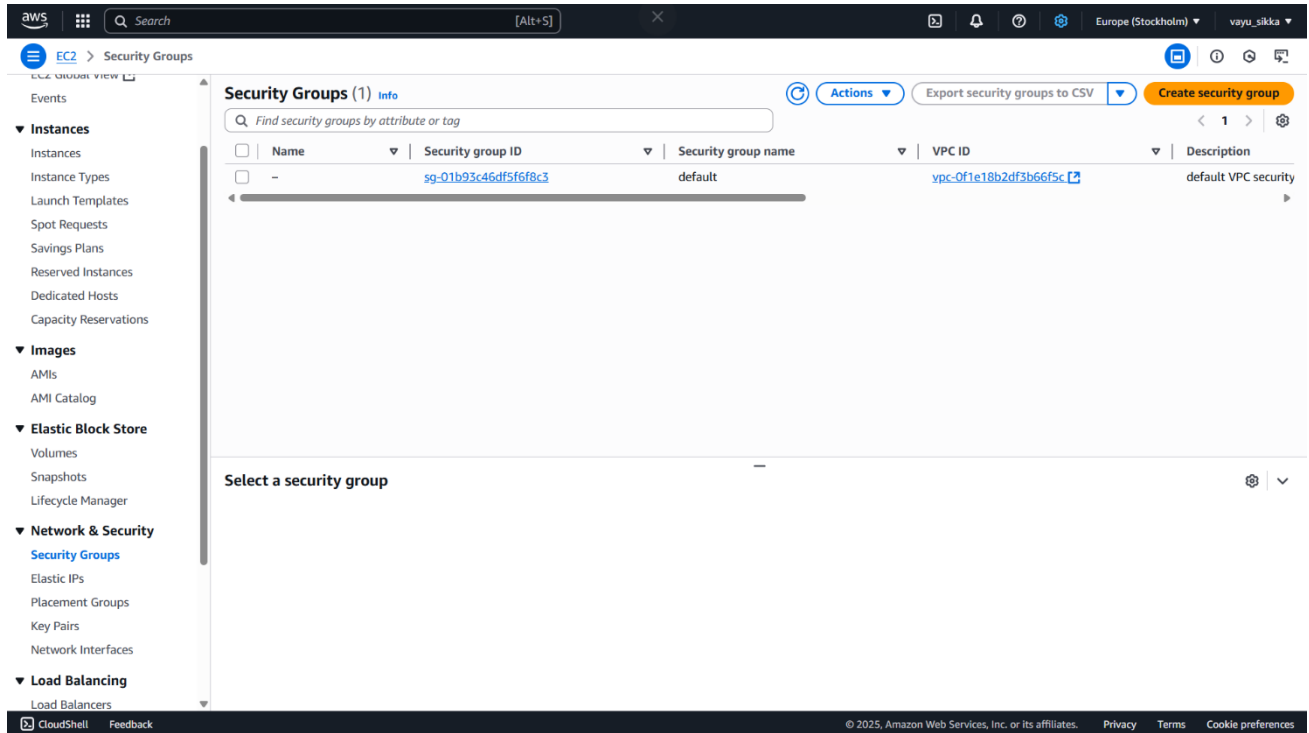 aws
Search [Alt+S]
Europe (Stockholm) vayu_sikka
EC2 > Security Groups
EC2 Global View
Events
Instances
Instances
Instance Types
Launch Templates
Spot Requests
Savings Plans
Reserved Instances
Dedicated Hosts
Capacity Reservations
Images
AMIs
AMI Catalog
Elastic Block Store
Volumes
Snapshots
Lifecycle Manager
Network & Security
Security Groups
Elastic IPs
Placement Groups
Key Pairs
Network Interfaces
Load Balancing
Load Balancers
Security Groups (1) Info
Actions
Export security groups to CSV
Create security group
Find security groups by attribute or tag
< 1 >
Name Security group ID Security group name VPC ID Description
– sg-01b93c46df5f6f8c3 default vpc-0f1e18b2df3b66f5c default VPC security
Select a security group
CloudShell Feedback
© 2025, Amazon Web Services, Inc. or its affiliates. Privacy Terms Cookie preferences